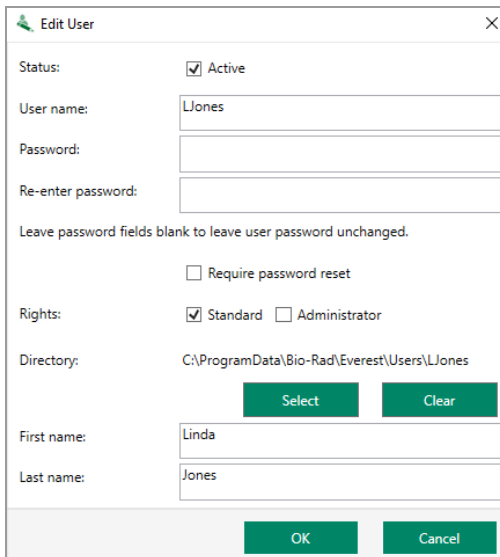 Edit User
Status: Active
User name: LJones
Password:
Re-enter password:
Leave password fields blank to leave user password unchanged.
Require password reset
Rights: Standard Administrator
Directory: C:\ProgramData\Bio-Rad\Everest\Users\LJones
Select Clear
First name: Linda
Last name: Jones
OK Cancel